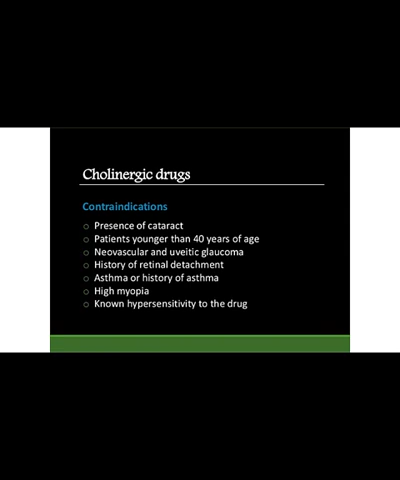 Cholinergic drugs
Contraindications
o Presence of cataract
o Patients younger than 40 years of age
o Neovascular and uveitic glaucoma
o History of retinal detachment
o Asthma or history of asthma
o High myopia
o Known hypersensitivity to the drug